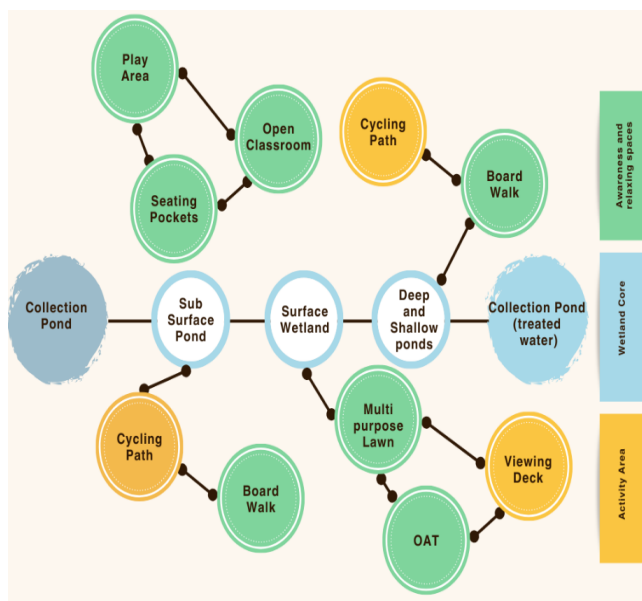 Play
Area
Open
Classroom
Seating
Pockets
Cycling
Path
Board
Walk
Awareness and
relaxing spaces
Collection
Pond
Sub
Surface
Pond
Surface
Wetland
Deep
and
Shallow
ponds
Collection Pond
(treated
water)
Wetland Core
Cycling
Path
Board
Walk
Multi
purpose
Lawn
Viewing
Deck
OAT
Activity Area